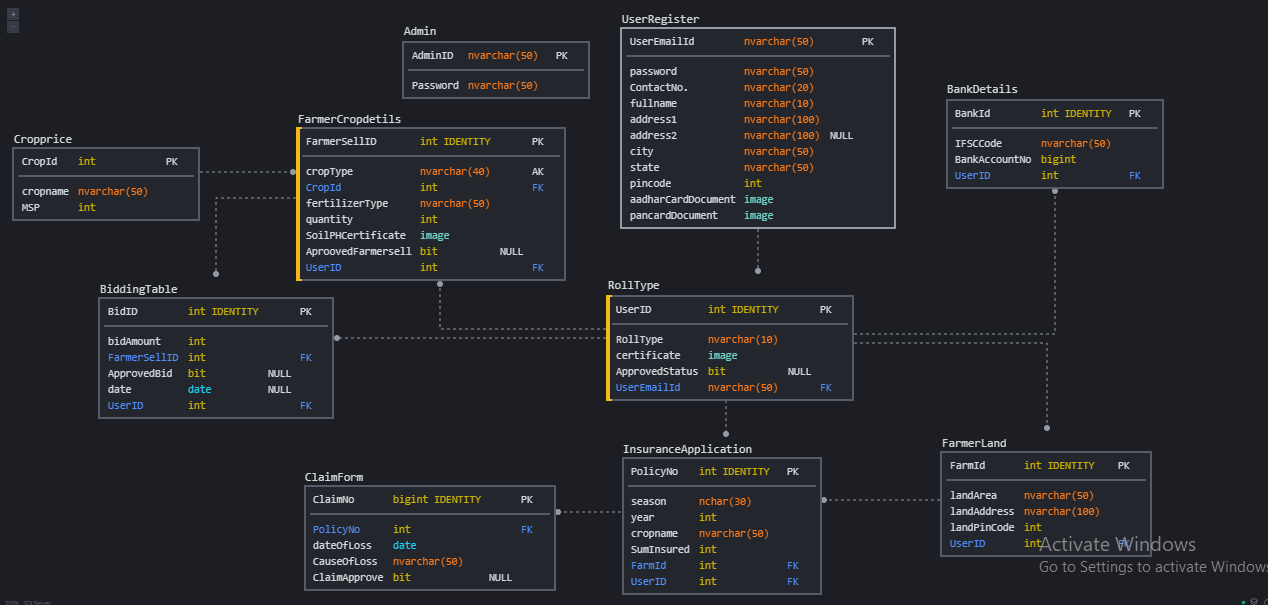 +
-
Admin
AdminID nvarchar(50) PK
Password nvarchar(50)
UserRegister
UserEmailId nvarchar(50) PK
password nvarchar(50)
ContactNo. nvarchar(20)
fullname nvarchar(10)
address1 nvarchar(100)
address2 nvarchar(100) NULL
city nvarchar(50)
state nvarchar(50)
pincode int
aadharCardDocument image
pancardDocument image
BankDetails
BankId int IDENTITY PK
IFSCCode nvarchar(50)
BankAccountNo bigint
UserID int FK
Cropprice
CropId int PK
cropname nvarchar(50)
MSP int
FarmerCropdetils
FarmerSellID int IDENTITY PK
cropType nvarchar(40) AK
CropId int FK
fertilizerType nvarchar(50)
quantity int
SoilPHCertificate image
AproovedFarmersell bit NULL
UserID int FK
BiddingTable
BidID int IDENTITY PK
bidAmount int
FarmerSellID int FK
ApprovedBid bit NULL
date date NULL
UserID int FK
RollType
UserID int IDENTITY PK
RollType nvarchar(10)
certificate image
ApprovedStatus bit NULL
UserEmailId nvarchar(50) FK
ClaimForm
ClaimNo bigint IDENTITY PK
PolicyNo int FK
dateOfLoss date
CauseOfLoss nvarchar(50)
ClaimApprove bit NULL
InsuranceApplication
PolicyNo int IDENTITY PK
season nchar(30)
year int
cropname nvarchar(50)
SumInsured int
FarmId int FK
UserID int FK
FarmerLand
FarmId int IDENTITY PK
landArea nvarchar(50)
landAddress nvarchar(100)
landPinCode int
UserID int FK
Activate Windows
Go to Settings to activate Windows